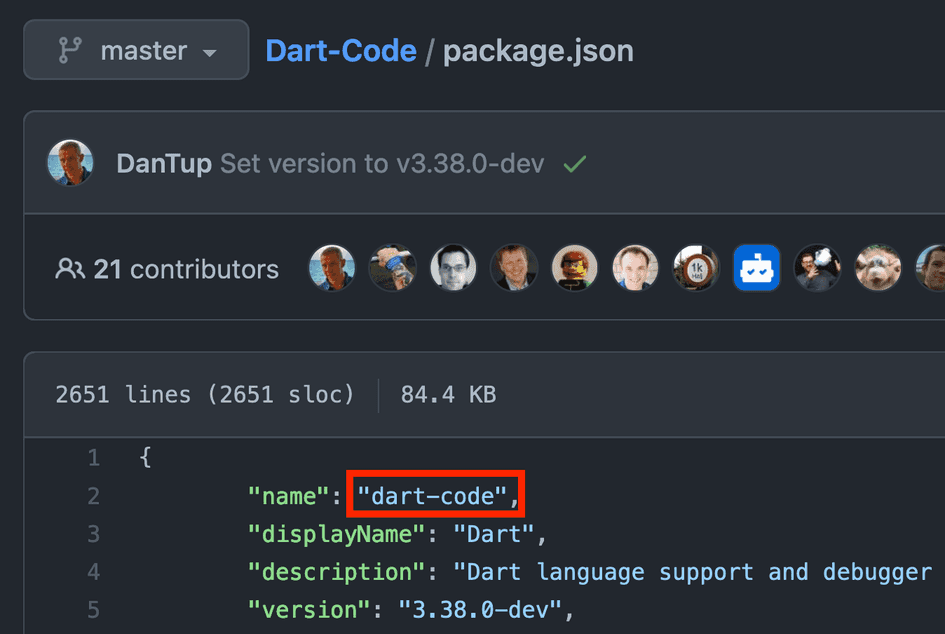 master
Dart-Code / package.json
DanTup Set version to v3.38.0-dev
21 contributors
1k
2651 lines (2651 sloc) 84.4 KB
1 {
2 "name": "dart-code",
3 "displayName": "Dart",
4 "description": "Dart language support and debugger
5 "version": "3.38.0-dev",